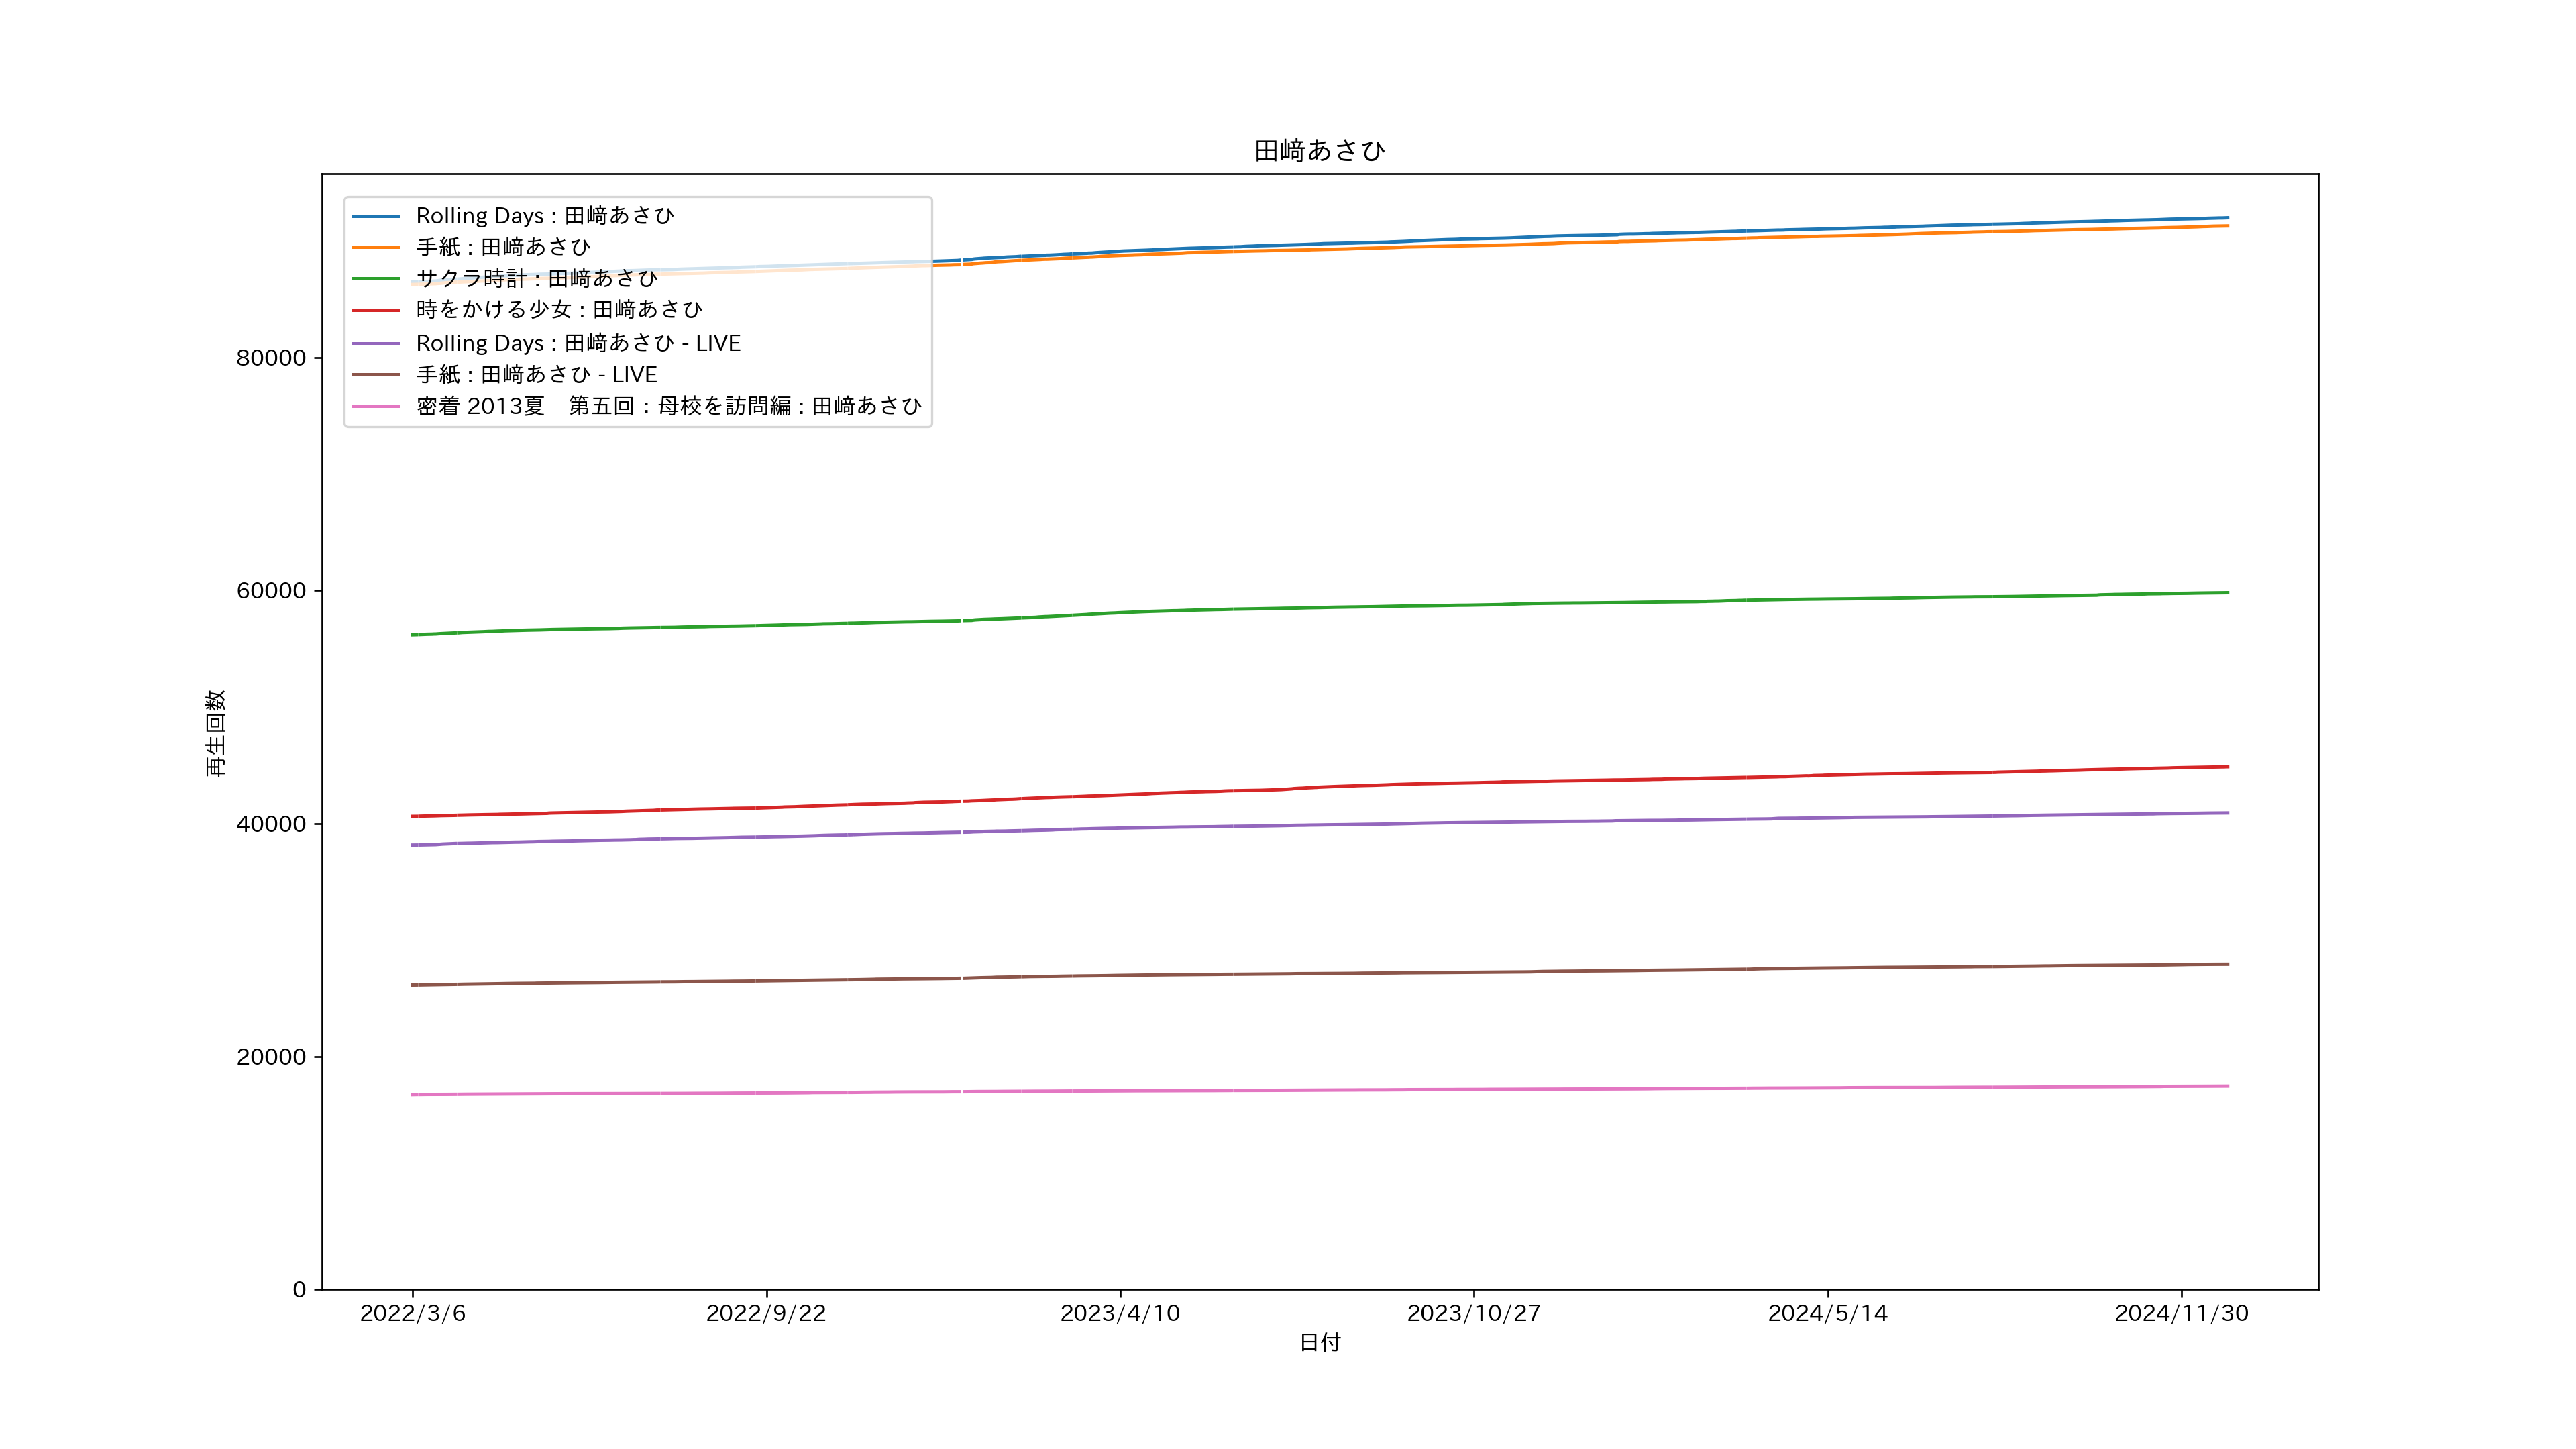 田﨑あさひ
Rolling Days : 田﨑あさひ
手紙 : 田﨑あさひ
サクラ時計 : 田﨑あさひ
時をかける少女 : 田﨑あさひ
Rolling Days : 田﨑あさひ - LIVE
手紙 : 田﨑あさひ - LIVE
密着 2013夏　第五回：母校を訪問編 : 田﨑あさひ
再生回数
80000
60000
40000
20000
0
2022/3/6
2022/9/22
2023/4/10
2023/10/27
2024/5/14
2024/11/30
日付